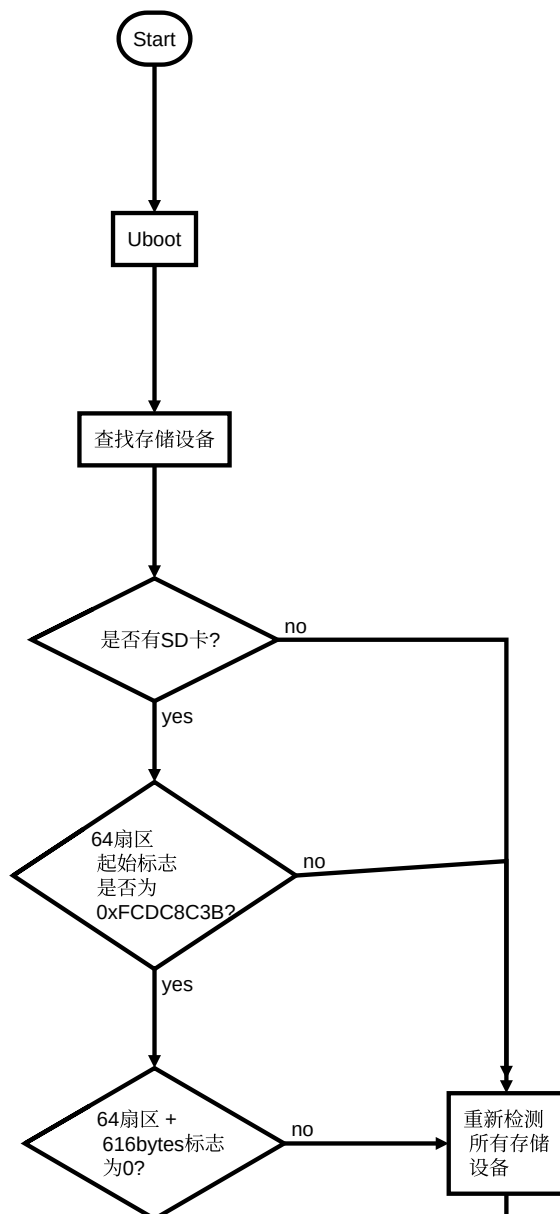 Start
Uboot
查找存储设备
是否有SD卡?
no
yes
64扇区
起始标志
是否为
0xFCDC8C3B?
no
yes
64扇区 +
616bytes标志
为0?
no
重新检测
所有存储
设备